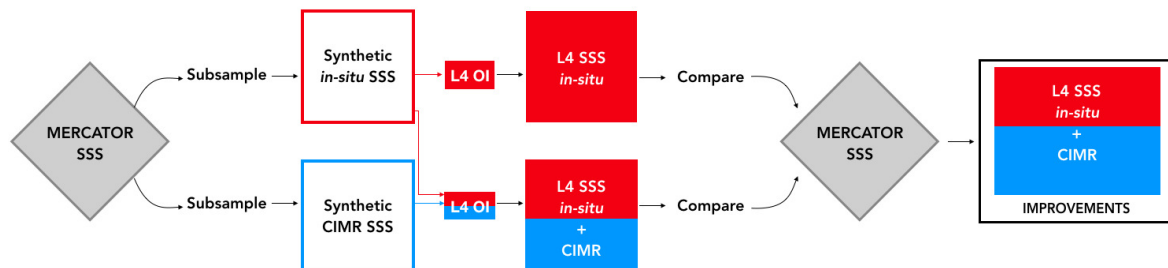 MERCATOR
SSS
Subsample
Synthetic
in-situ SSS
L4 OI
L4 SSS
in-situ
Compare
Subsample
Synthetic
CIMR SSS
L4 OI
L4 SSS
in-situ
+
CIMR
Compare
MERCATOR
SSS
L4 SSS
in-situ
+
CIMR
IMPROVEMENTS